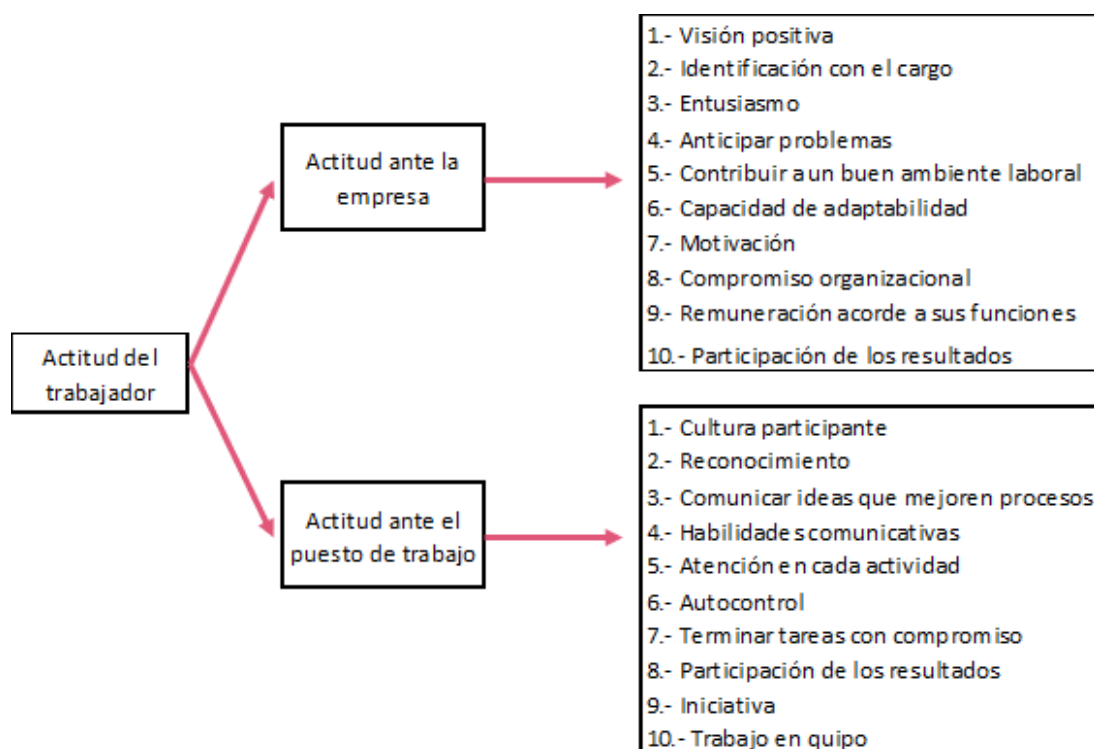 Actitud del
trabajador
Actitud ante la
empresa
1.- Visión positiva
2.- Identificación con el cargo
3.- Entusiasmo
4.- Anticipar problemas
5.- Contribuir a un buen ambiente laboral
6.- Capacidad de adaptabilidad
7.- Motivación
8.- Compromiso organizacional
9.- Remuneración acorde a sus funciones
10.- Participación de los resultados
Actitud ante el
puesto de trabajo
1.- Cultura participante
2.- Reconocimiento
3.- Comunicar ideas que mejoren procesos
4.- Habilidades comunicativas
5.- Atención en cada actividad
6.- Autocontrol
7.- Terminar tareas con compromiso
8.- Participación de los resultados
9.- Iniciativa
10.- Trabajo en quipo